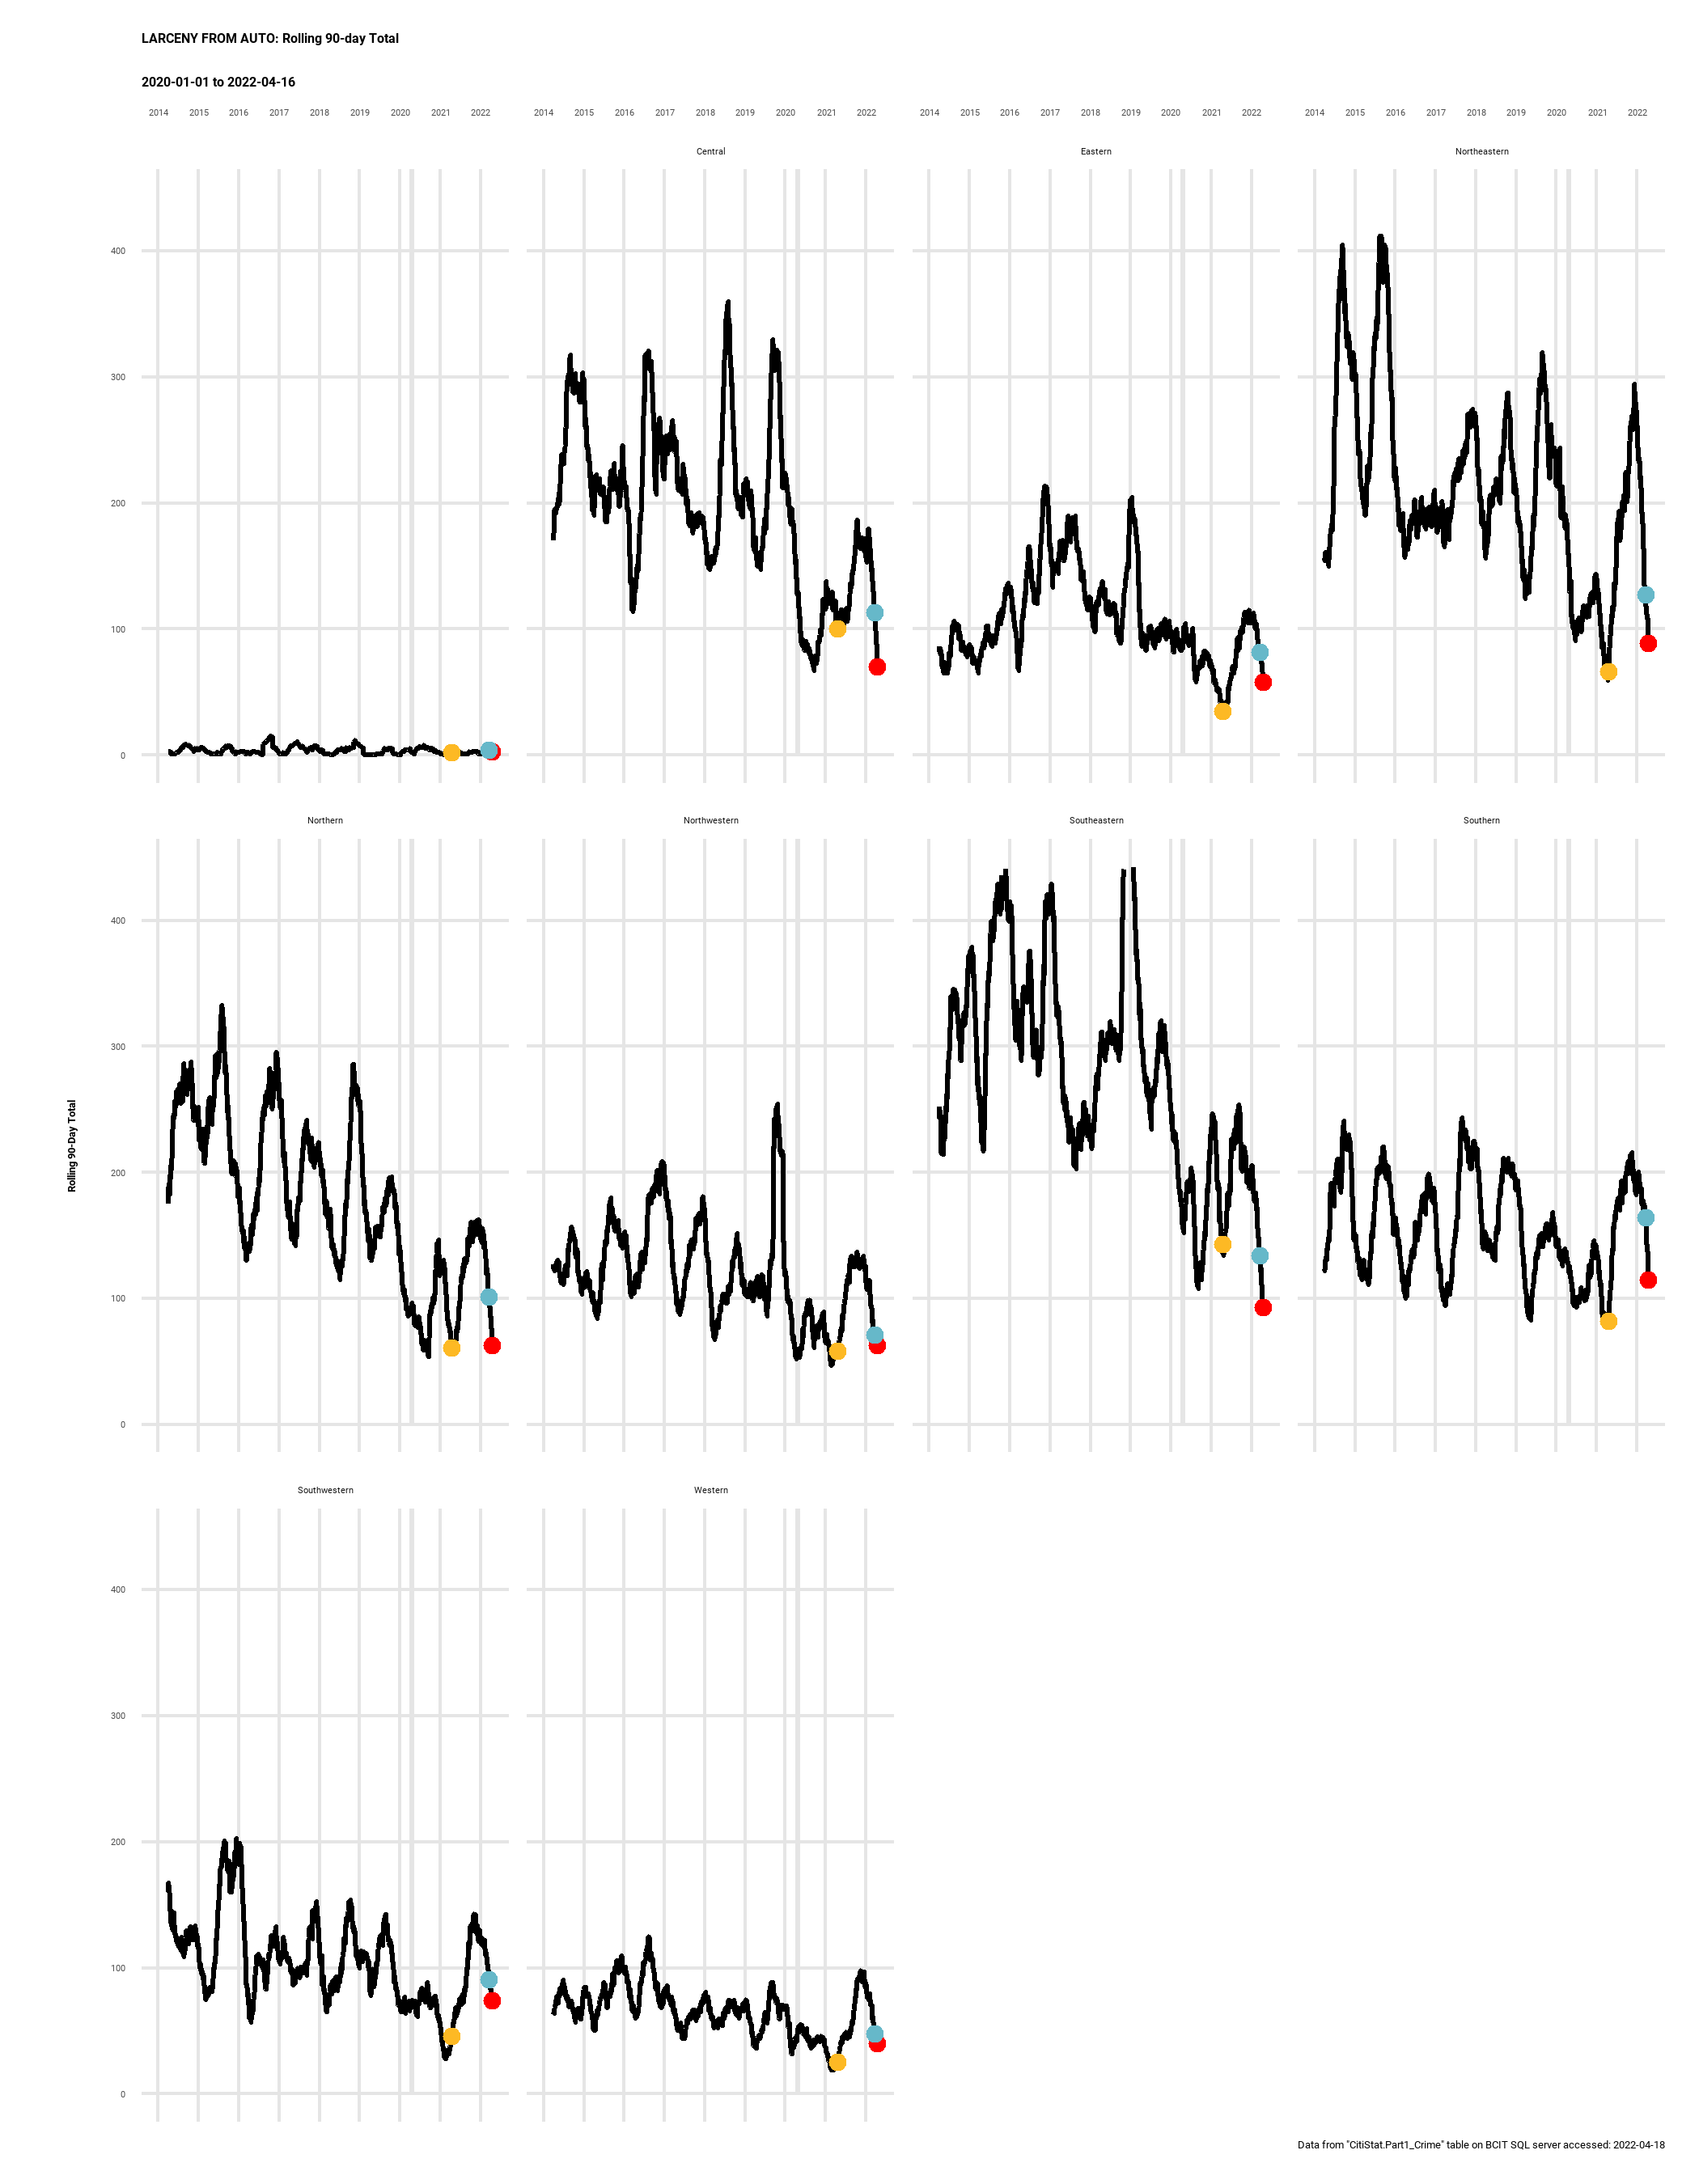 LARCENY FROM AUTO: Rolling 90-day Total
2020-01-01 to 2022-04-16
2014 2015 2016 2017 2018 2019 2020 2021 2022 2014 2015 2016 2017 2018 2019 2020 2021 2022 2014 2015 2016 2017 2018 2019 2020 2021 2022 2014 2015 2016 2017 2018 2019 2020 2021 2022
Central Eastern Northeastern
400
300
200
100
0
Northern Northwestern Southeastern Southern
400
300
200
100
0
Rolling 90-Day Total
Southwestern Western
400
300
200
100
0
Data from "CitiStat.Part1_Crime" table on BCIT SQL server accessed: 2022-04-18